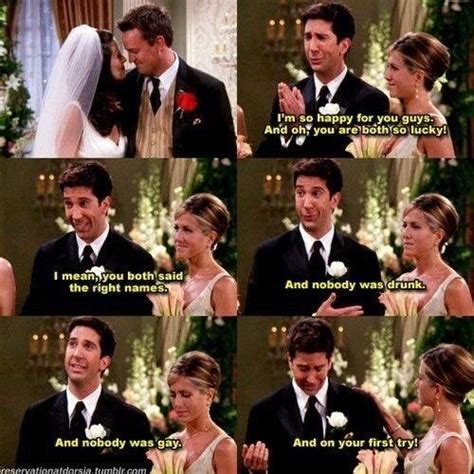 I'm so happy for you guys.
And oh, you are both so lucky!
I mean, you both said
the right names.
And nobody was drunk.
And nobody was gay.
And on your first try!
reservationatdorsia.tumblr.com